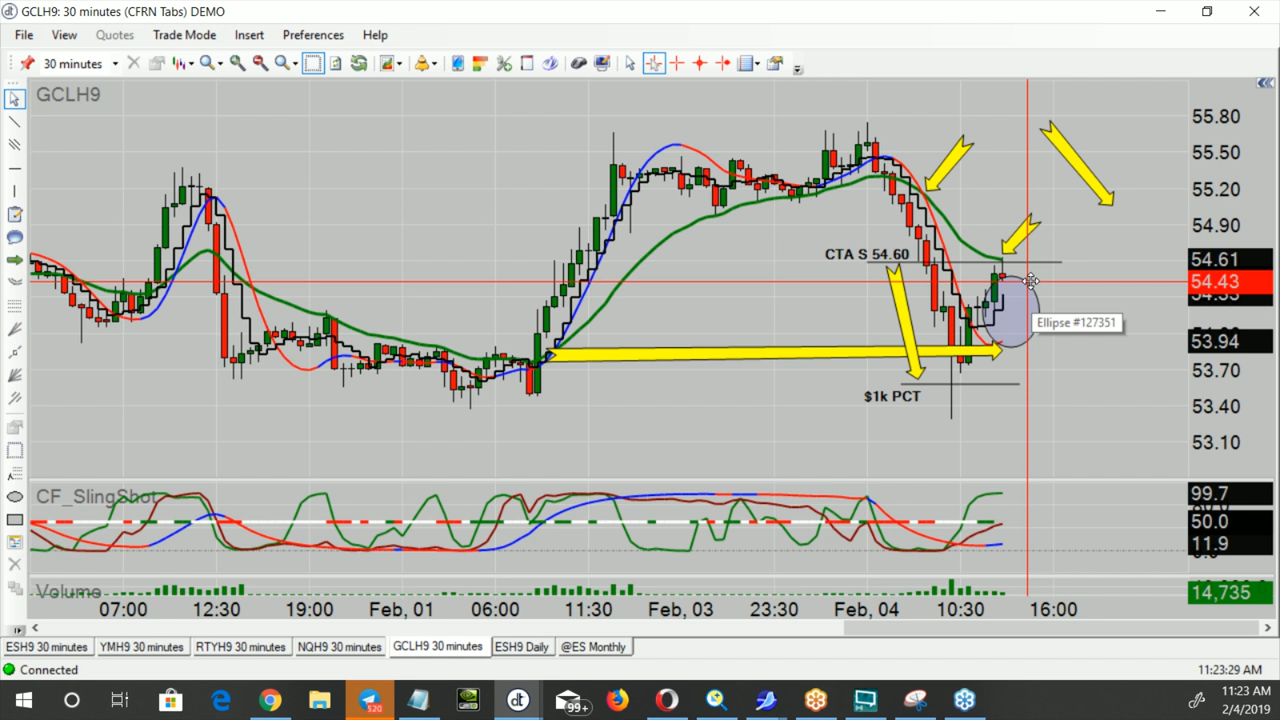 GCLH9: 30 minutes (CFRN Tabs) DEMO
File View Quotes Trade Mode Insert Preferences Help
30 minutes
GCLH9
55.80
55.50
55.20
54.90
CTA S 54.60
54.61
54.43
Ellipse #127351
53.94
53.70
$1k PCT
53.40
53.10
CF_SlingShot
99.7
50.0
11.9
Volume
14,735
07:00 12:30 19:00 Feb, 01 06:00 11:30 Feb, 03 23:30 Feb, 04 10:30 16:00
ESH9 30 minutes YMH9 30 minutes RTYH9 30 minutes NQH9 30 minutes GCLH9 30 minutes ESH9 Daily @ES Monthly
Connected
11:23:29 AM
520
99+
11:23 AM
2/4/2019